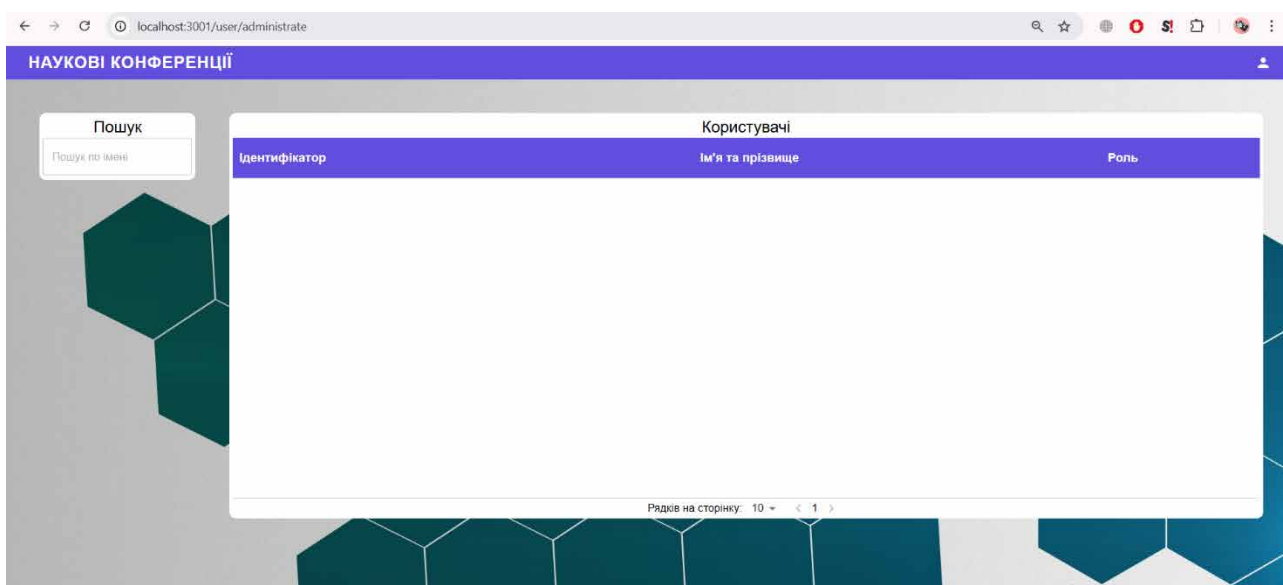 localhost:3001/user/administrate
НАУКОВІ КОНФЕРЕНЦІЇ
Пошук
Пошук по імені
Користувачі
Ідентифікатор Ім'я та прізвище Роль
Рядків на сторінку: 10 < 1 >